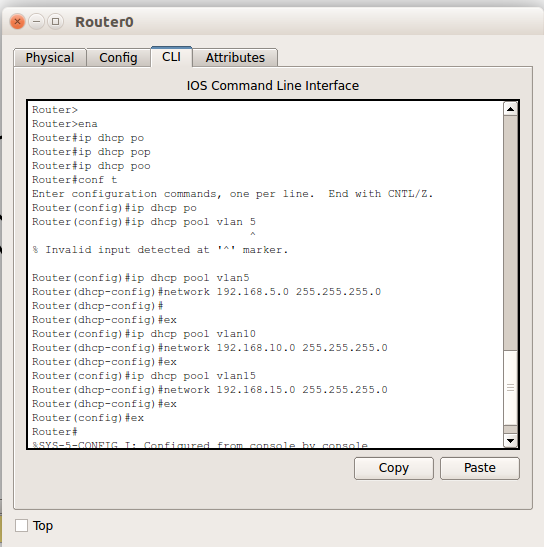 Router0
Physical Config CLI Attributes
IOS Command Line Interface
Router>
Router>ena
Router#ip dhcp po
Router#ip dhcp pop
Router#ip dhcp poo
Router#conf t
Enter configuration commands, one per line.  End with CNTL/Z.
Router(config)#ip dhcp po
Router(config)#ip dhcp pool vlan 5
^
% Invalid input detected at '^' marker.
Router(config)#ip dhcp pool vlan5
Router(dhcp-config)#network 192.168.5.0 255.255.255.0
Router(dhcp-config)#
Router(dhcp-config)#ex
Router(config)#ip dhcp pool vlan10
Router(dhcp-config)#network 192.168.10.0 255.255.255.0
Router(dhcp-config)#ex
Router(config)#ip dhcp pool vlan15
Router(dhcp-config)#network 192.168.15.0 255.255.255.0
Router(dhcp-config)#ex
Router(config)#ex
Router#
%SYS-5-CONFIG_I: Configured from console by console
Copy Paste
Top